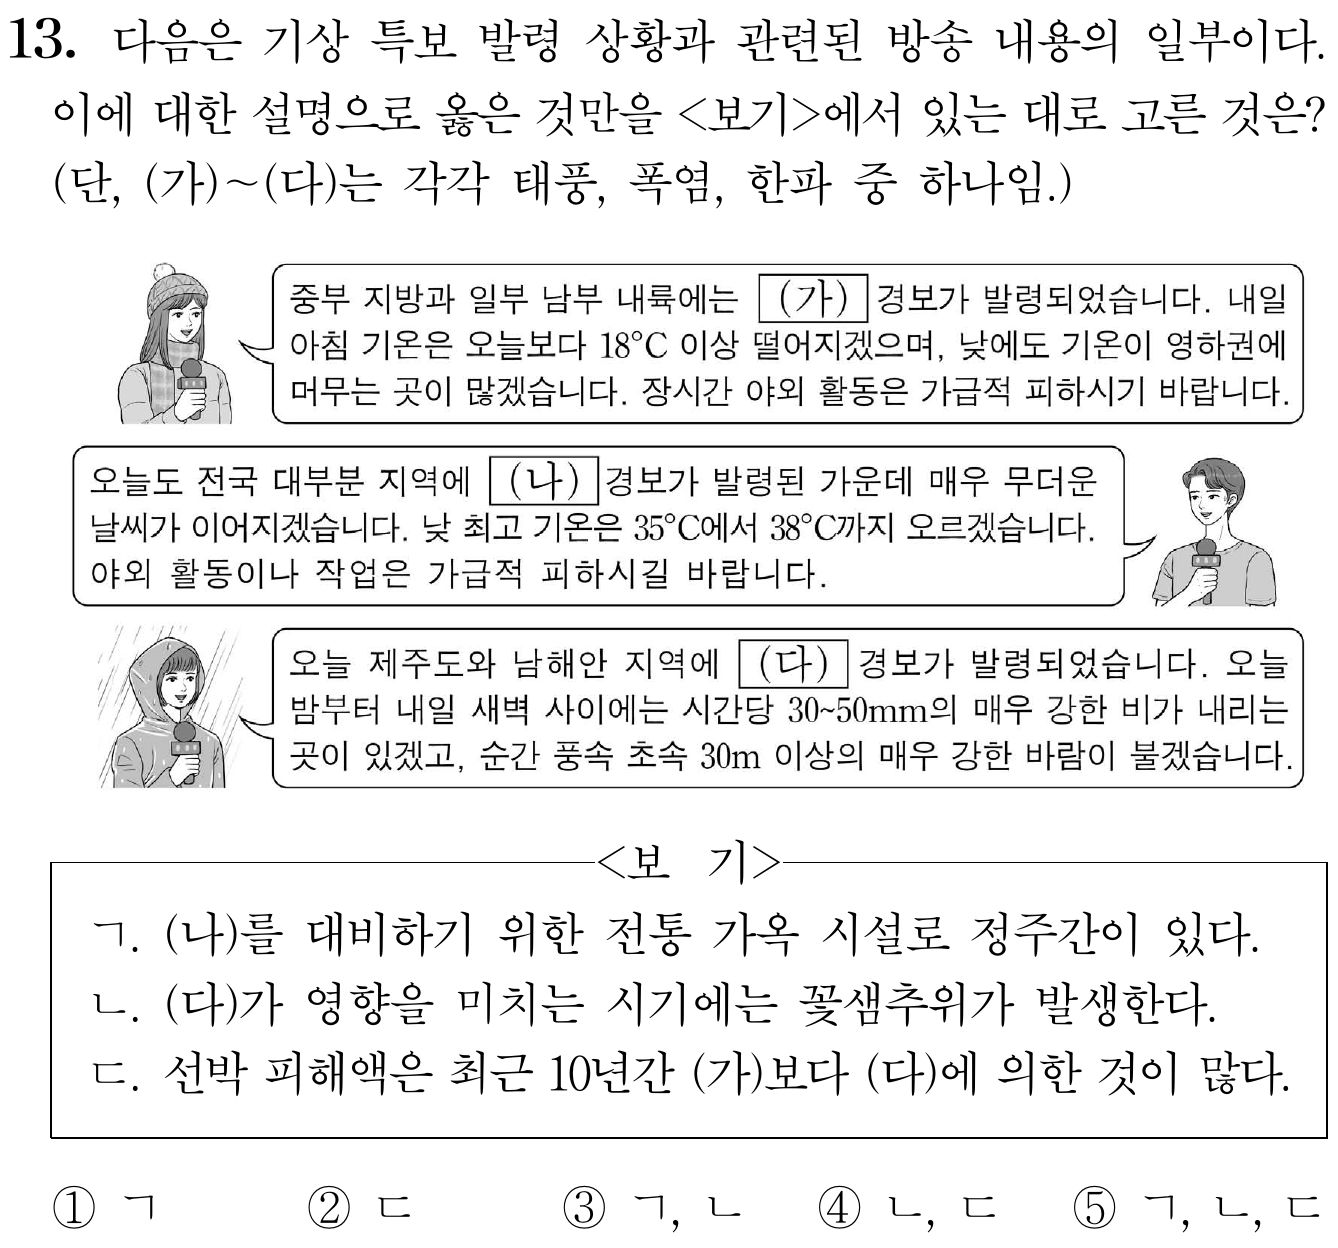 13. 다음은 기상 특보 발령 상황과 관련된 방송 내용의 일부이다.
이에 대한 설명으로 옳은 것만을 <보기>에서 있는 대로 고른 것은?
(단, (가)~(다)는 각각 태풍, 폭염, 한파 중 하나임.)
중부 지방과 일부 남부 내륙에는 (가) 경보가 발령되었습니다. 내일
아침 기온은 오늘보다 18℃ 이상 떨어지겠으며, 낮에도 기온이 영하권에
머무는 곳이 많겠습니다. 장시간 야외 활동은 가급적 피하시기 바랍니다.
오늘도 전국 대부분 지역에 (나) 경보가 발령된 가운데 매우 무더운
날씨가 이어지겠습니다. 낮 최고 기온은 35℃에서 38℃까지 오르겠습니다.
야외 활동이나 작업은 가급적 피하시길 바랍니다.
오늘 제주도와 남해안 지역에 (다) 경보가 발령되었습니다. 오늘
밤부터 내일 새벽 사이에는 시간당 30~50mm의 매우 강한 비가 내리는
곳이 있겠고, 순간 풍속 초속 30m 이상의 매우 강한 바람이 불겠습니다.
<보 기>
ㄱ. (나)를 대비하기 위한 전통 가옥 시설로 정주간이 있다.
ㄴ. (다)가 영향을 미치는 시기에는 꽃샘추위가 발생한다.
ㄷ. 선박 피해액은 최근 10년간 (가)보다 (다)에 의한 것이 많다.
① ㄱ ② ㄷ ③ ㄱ, ㄴ ④ ㄴ, ㄷ ⑤ ㄱ, ㄴ, ㄷ